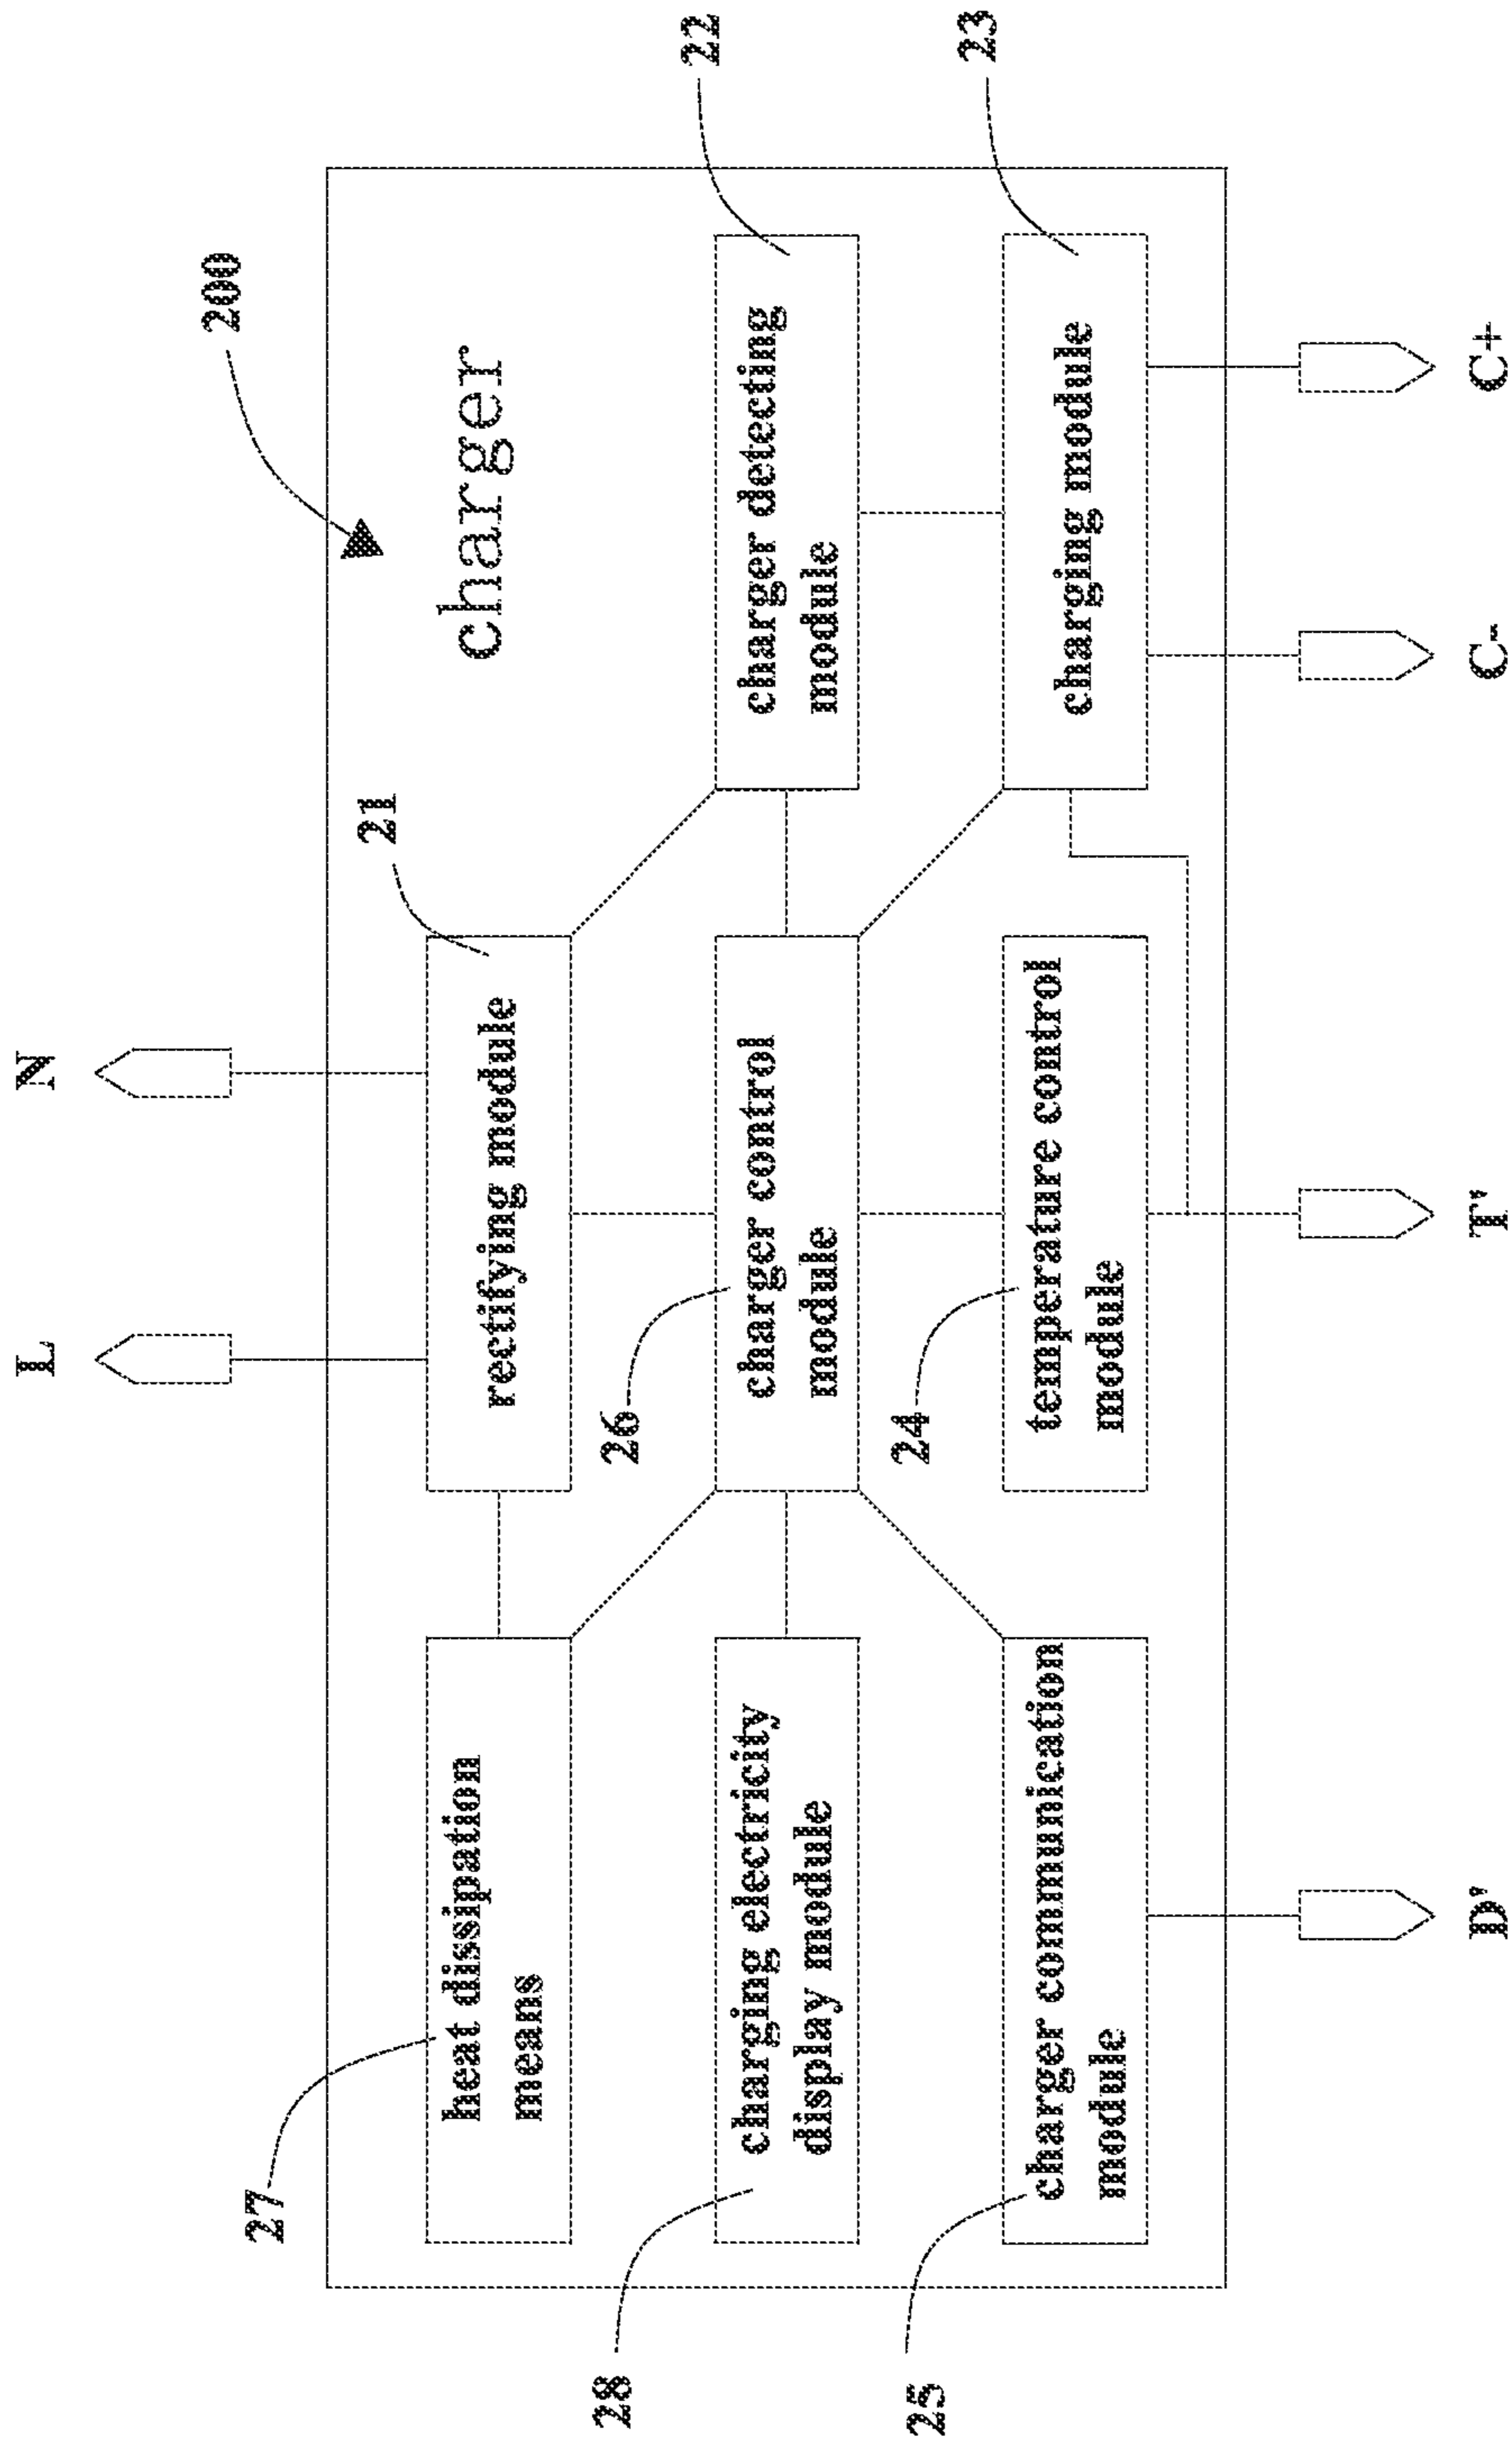 L
N
200
charger
27
heat dissipation
means
rectifying module
21
28
charging electricity
display module
26
charger control
module
charger detecting
module
22
25
charger communication
module
24
temperature control
module
charging module
23
D'
T'
C-
C+